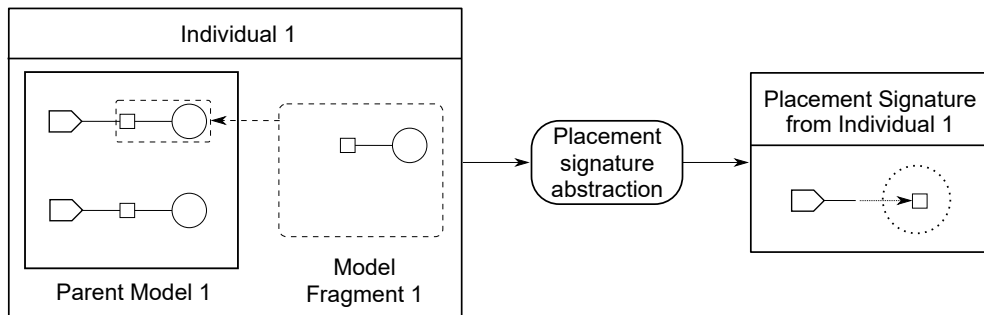 Individual 1
Parent Model 1
Model
Fragment 1
Placement
signature
abstraction
Placement Signature
from Individual 1